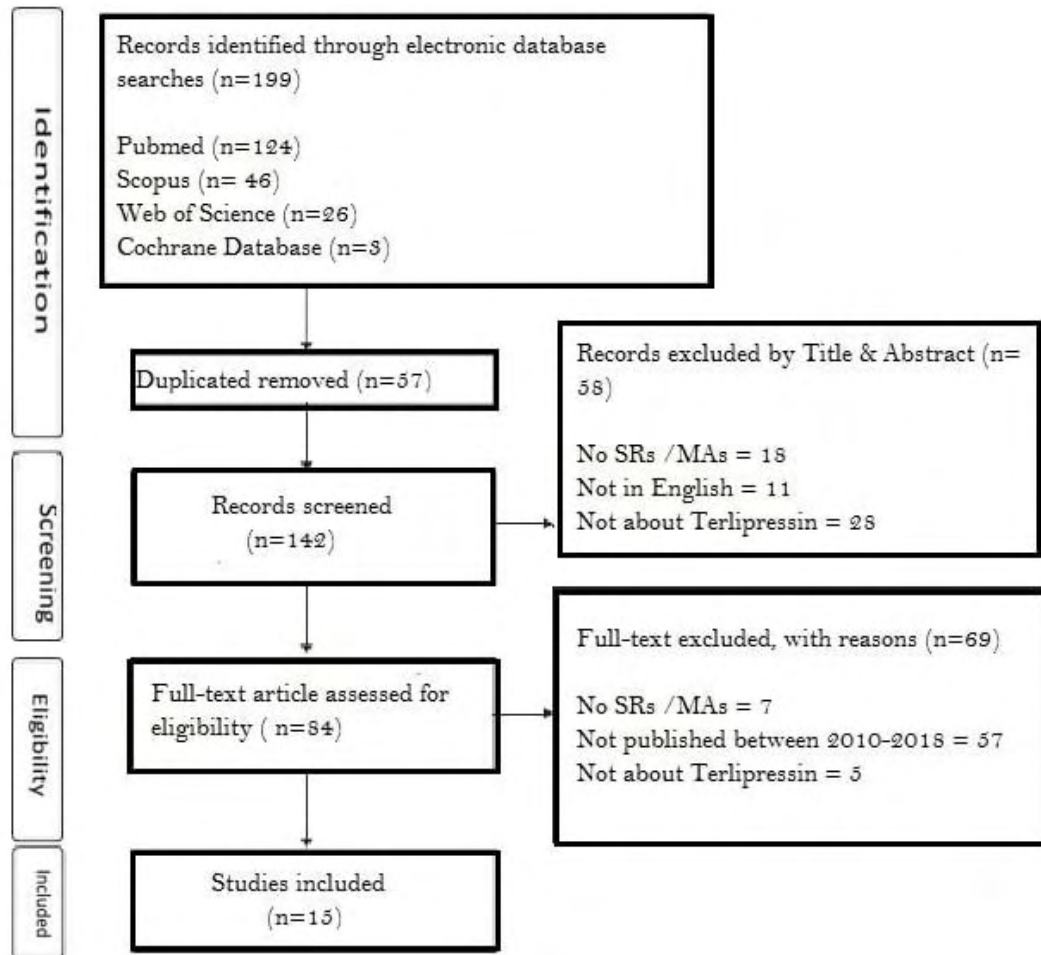 Identification
Records identified through electronic database
searches (n=199)
Pubmed (n=124)
Scopus (n= 46)
Web of Science (n=26)
Cochrane Database (n=3)
Duplicated removed (n=57)
Records excluded by Title & Abstract (n=
58)
No SRs /MAs = 18
Not in English = 11
Not about Terlipressin = 28
Screening
Records screened
(n=142)
Eligibility
Full-text article assessed for
eligibility ( n=84)
Full-text excluded, with reasons (n=69)
No SRs /MAs = 7
Not published between 2010-2018 = 57
Not about Terlipressin = 5
Included
Studies included
(n=15)